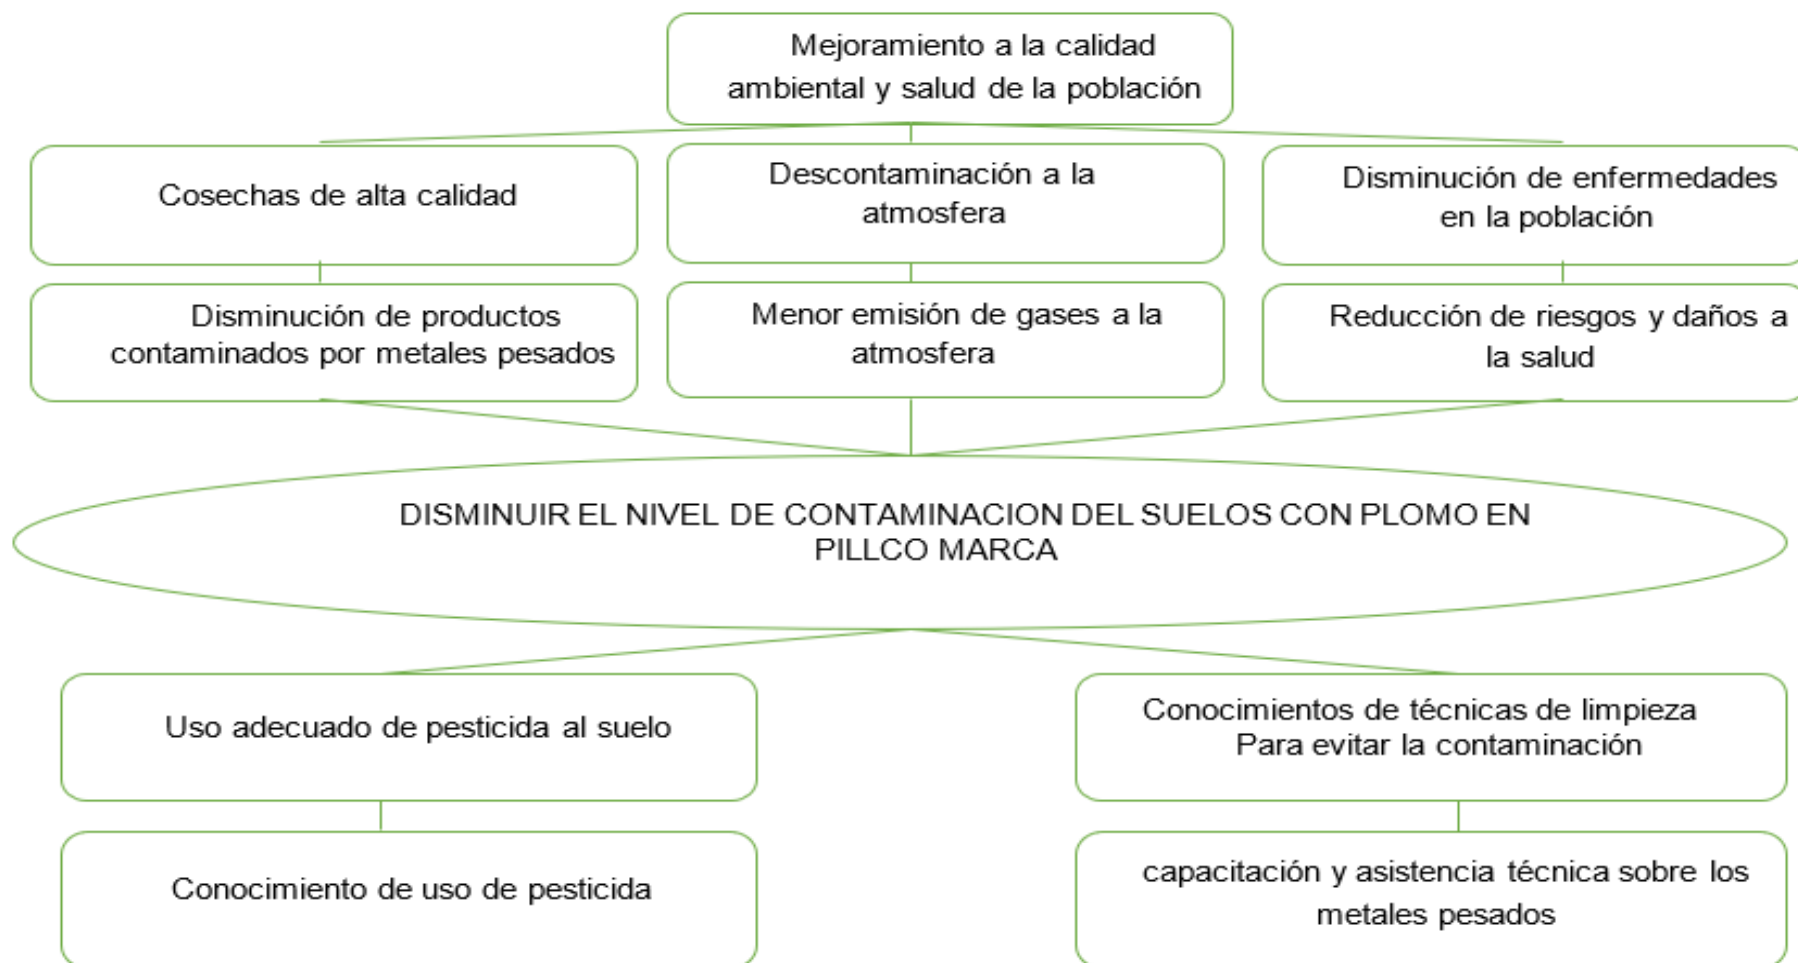 Mejoramiento a la calidad
ambiental y salud de la población
Cosechas de alta calidad
Descontaminación a la
atmosfera
Disminución de enfermedades
en la población
Disminución de productos
contaminados por metales pesados
Menor emisión de gases a la
atmosfera
Reducción de riesgos y daños a
la salud
DISMINUIR EL NIVEL DE CONTAMINACION DEL SUELOS CON PLOMO EN
PILLCO MARCA
Uso adecuado de pesticida al suelo
Conocimientos de técnicas de limpieza
Para evitar la contaminación
Conocimiento de uso de pesticida
capacitación y asistencia técnica sobre los
metales pesados